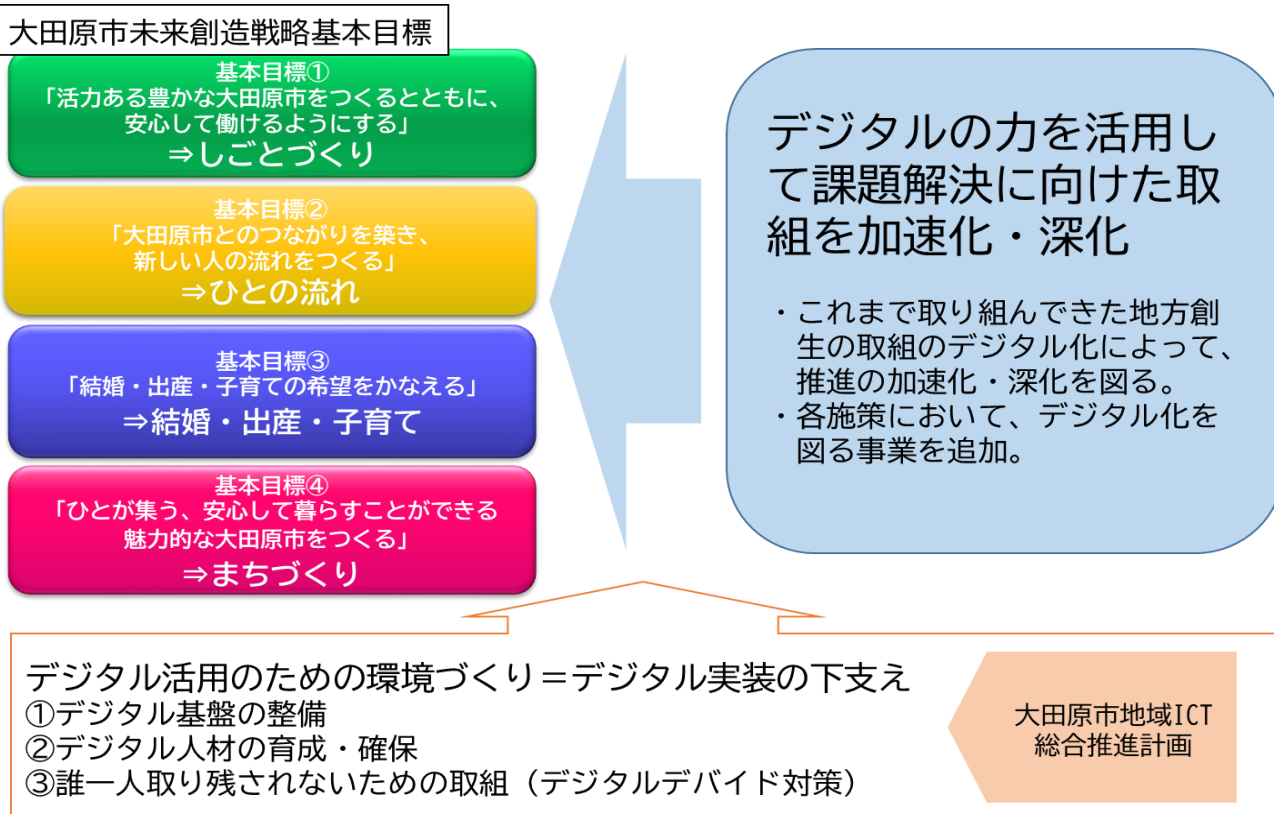 大田原市未来創造戦略基本目標
基本目標①
「活力ある豊かな大田原市をつくるとともに、
安心して働けるようにする」
⇒しごとづくり
基本目標②
「大田原市とのつながりを築き、
新しい人の流れをつくる」
⇒ひとの流れ
基本目標③
「結婚・出産・子育ての希望をかなえる」
⇒結婚・出産・子育て
基本目標④
「ひとが集う、安心して暮らすことができる
魅力的な大田原市をつくる」
⇒まちづくり
デジタルの力を活用し
て課題解決に向けた取
組を加速化・深化
・これまで取り組んできた地方創
生の取組のデジタル化によって、
推進の加速化・深化を図る。
・各施策において、デジタル化を
図る事業を追加。
デジタル活用のための環境づくり＝デジタル実装の下支え
①デジタル基盤の整備
②デジタル人材の育成・確保
③誰一人取り残されないための取組（デジタルデバイド対策）
大田原市地域ICT
総合推進計画